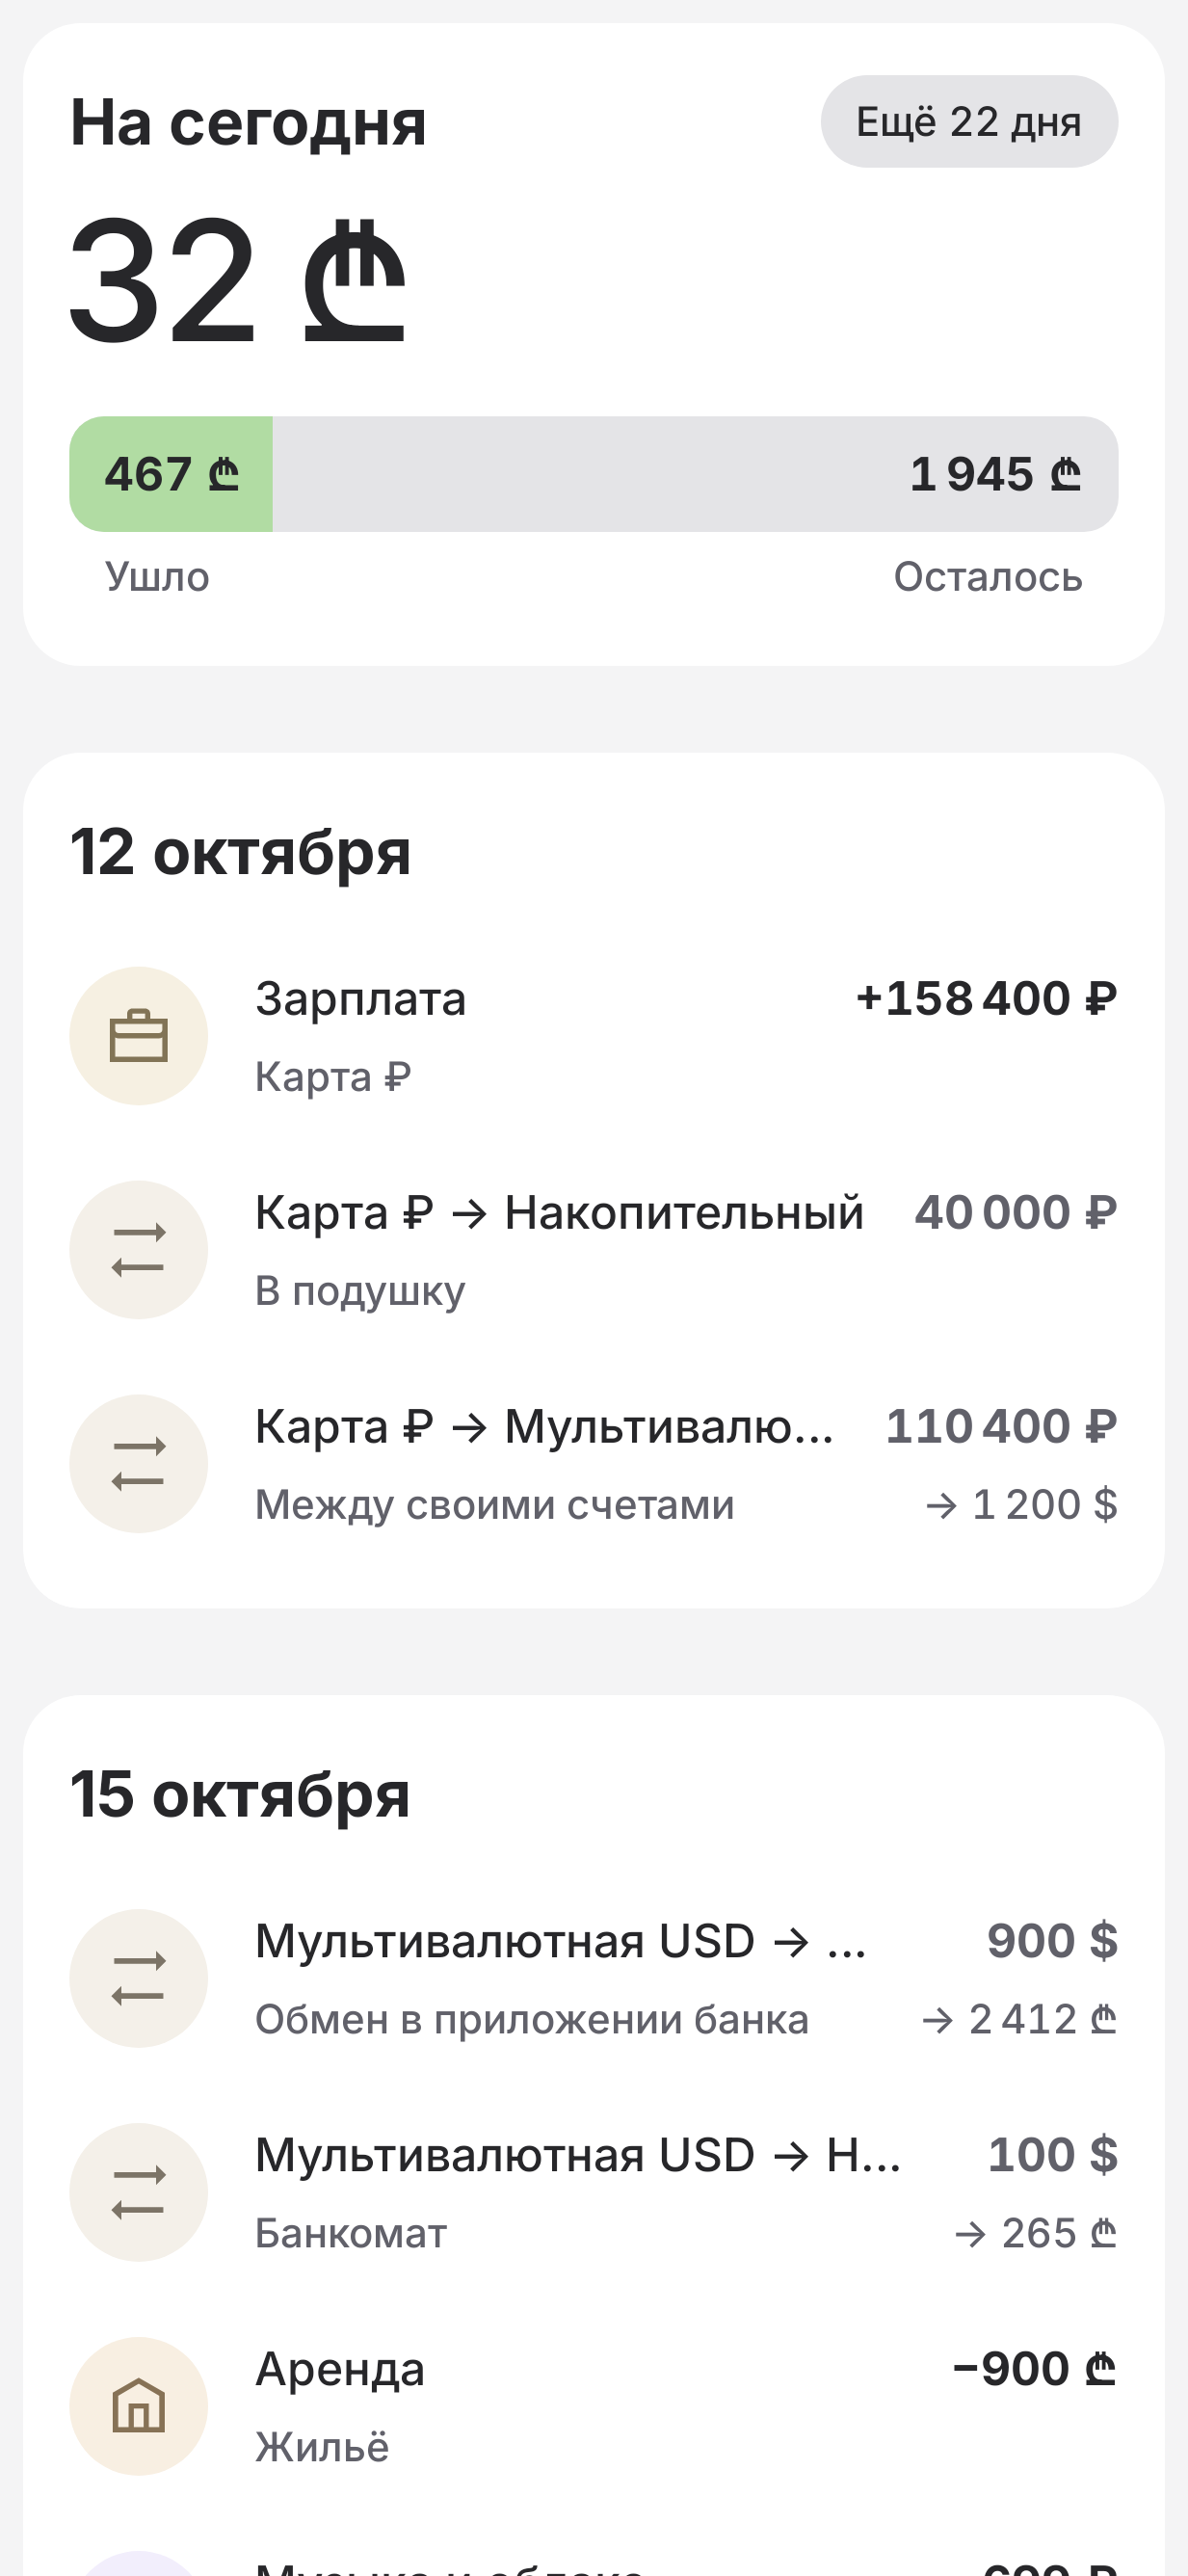 На сегодня
Ещё 22 дня
32 ₾
467 ₾
1 945 ₾
Ушло
Осталось
12 октября
Зарплата
+158 400 ₽
Карта ₽
Карта ₽ → Накопительный
40 000 ₽
В подушку
Карта ₽ → Мультивалю...
110 400 ₽
Между своими счетами
→ 1 200 $
15 октября
Мультивалютная USD → ...
900 $
Обмен в приложении банка
→ 2 412 ₾
Мультивалютная USD → Н...
100 $
Банкомат
→ 265 ₾
Аренда
−900 ₾
Жильё